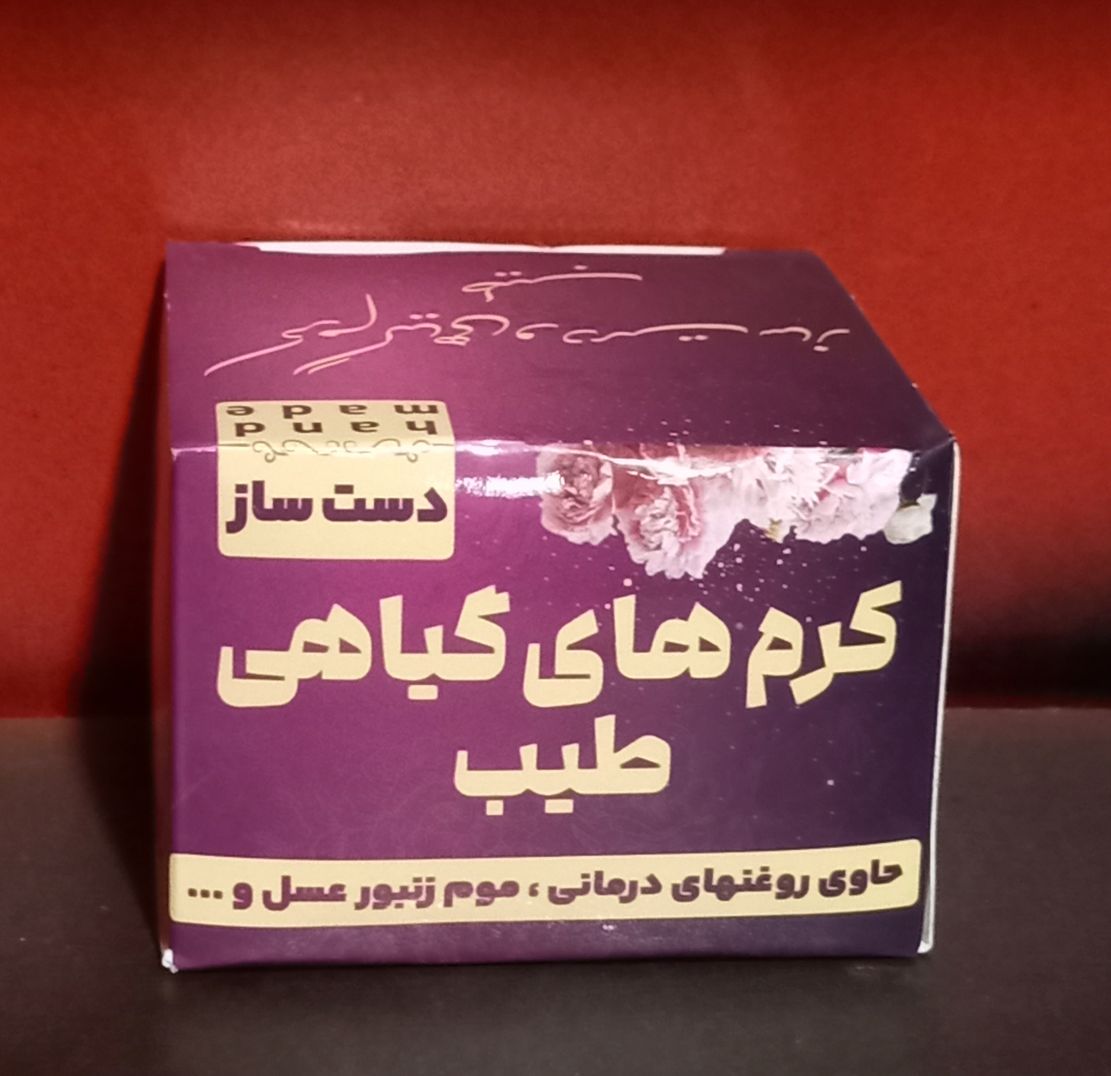 hand
made
دست ساز
کرم های گیاهی
طیب
حاوی روغنهای درمانی ، موم زنبور عسل و ...